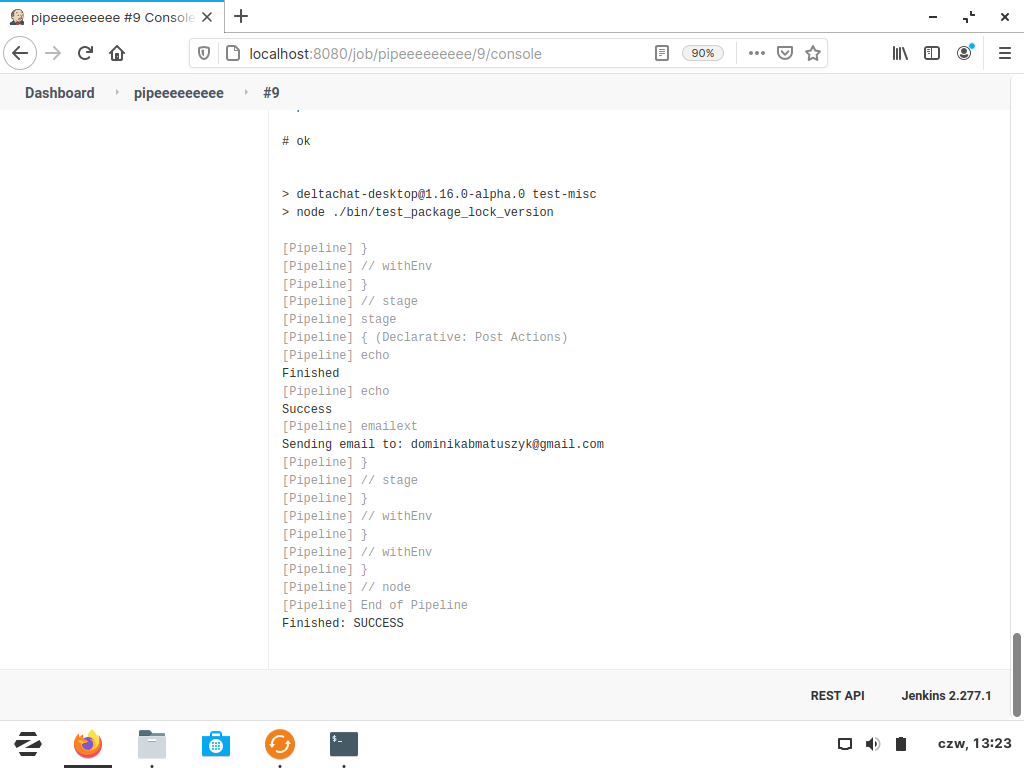 pipeeeeeeeee #9 Console
localhost:8080/job/pipeeeeeeeee/9/console
90%
Dashboard
pipeeeeeeeee
#9
# ok
> deltachat-desktop@1.16.0-alpha.0 test-misc
> node ./bin/test_package_lock_version
[Pipeline] }
[Pipeline] // withEnv
[Pipeline] }
[Pipeline] // stage
[Pipeline] stage
[Pipeline] { (Declarative: Post Actions)
[Pipeline] echo
Finished
[Pipeline] echo
Success
[Pipeline] emailext
Sending email to: dominikabmatuszyk@gmail.com
[Pipeline] }
[Pipeline] // stage
[Pipeline] }
[Pipeline] // withEnv
[Pipeline] }
[Pipeline] // withEnv
[Pipeline] }
[Pipeline] // node
[Pipeline] End of Pipeline
Finished: SUCCESS
REST API
Jenkins 2.277.1
czw, 13:23